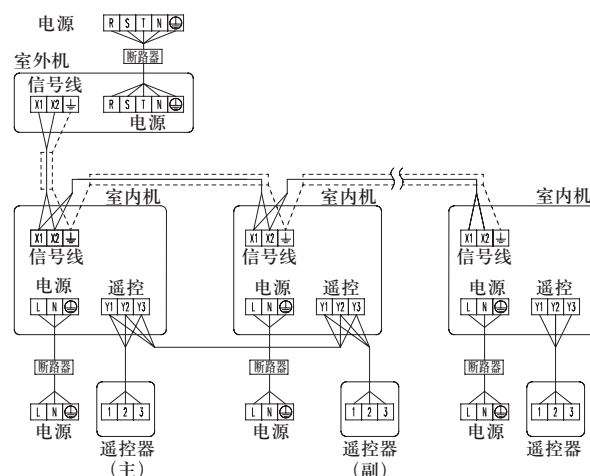 电源
R S T N
断路器
室外机
信号线
X1 X2
R S T N
电源
室内机
室内机
室内机
X1 X2
X1 X2
X1 X2
信号线
信号线
信号线
电源
遥控
电源
遥控
电源
遥控
L N
Y1 Y2 Y3
L N
Y1 Y2 Y3
L N
Y1 Y2 Y3
断路器
断路器
断路器
L N
1 2 3
L N
1 2 3
L N
1 2 3
电源
电源
电源
遥控器
(主)
遥控器
(副)
遥控器